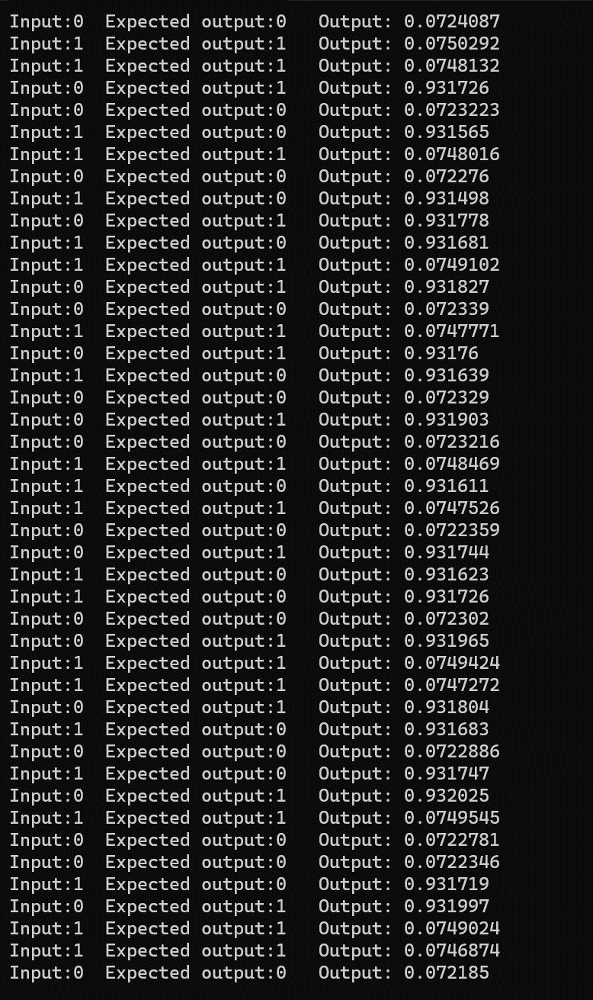 Input:0  Expected output:0   Output: 0.0724087
Input:1  Expected output:1   Output: 0.0750292
Input:1  Expected output:1   Output: 0.0748132
Input:0  Expected output:1   Output: 0.931726
Input:0  Expected output:0   Output: 0.0723223
Input:1  Expected output:0   Output: 0.931565
Input:1  Expected output:1   Output: 0.0748016
Input:0  Expected output:0   Output: 0.072276
Input:1  Expected output:0   Output: 0.931498
Input:0  Expected output:1   Output: 0.931778
Input:1  Expected output:0   Output: 0.931681
Input:1  Expected output:1   Output: 0.0749102
Input:0  Expected output:1   Output: 0.931827
Input:0  Expected output:0   Output: 0.072339
Input:1  Expected output:1   Output: 0.0747771
Input:0  Expected output:1   Output: 0.93176
Input:1  Expected output:0   Output: 0.931639
Input:0  Expected output:0   Output: 0.072329
Input:0  Expected output:1   Output: 0.931903
Input:0  Expected output:0   Output: 0.0723216
Input:1  Expected output:1   Output: 0.0748469
Input:1  Expected output:0   Output: 0.931611
Input:1  Expected output:1   Output: 0.0747526
Input:0  Expected output:0   Output: 0.0722359
Input:0  Expected output:1   Output: 0.931744
Input:1  Expected output:0   Output: 0.931623
Input:1  Expected output:0   Output: 0.931726
Input:0  Expected output:0   Output: 0.072302
Input:0  Expected output:1   Output: 0.931965
Input:1  Expected output:1   Output: 0.0749424
Input:1  Expected output:1   Output: 0.0747272
Input:0  Expected output:1   Output: 0.931804
Input:1  Expected output:0   Output: 0.931683
Input:0  Expected output:0   Output: 0.0722886
Input:1  Expected output:0   Output: 0.931747
Input:0  Expected output:1   Output: 0.932025
Input:1  Expected output:1   Output: 0.0749545
Input:0  Expected output:0   Output: 0.0722781
Input:0  Expected output:0   Output: 0.0722346
Input:1  Expected output:0   Output: 0.931719
Input:0  Expected output:1   Output: 0.931997
Input:1  Expected output:1   Output: 0.0749024
Input:1  Expected output:1   Output: 0.0746874
Input:0  Expected output:0   Output: 0.072185